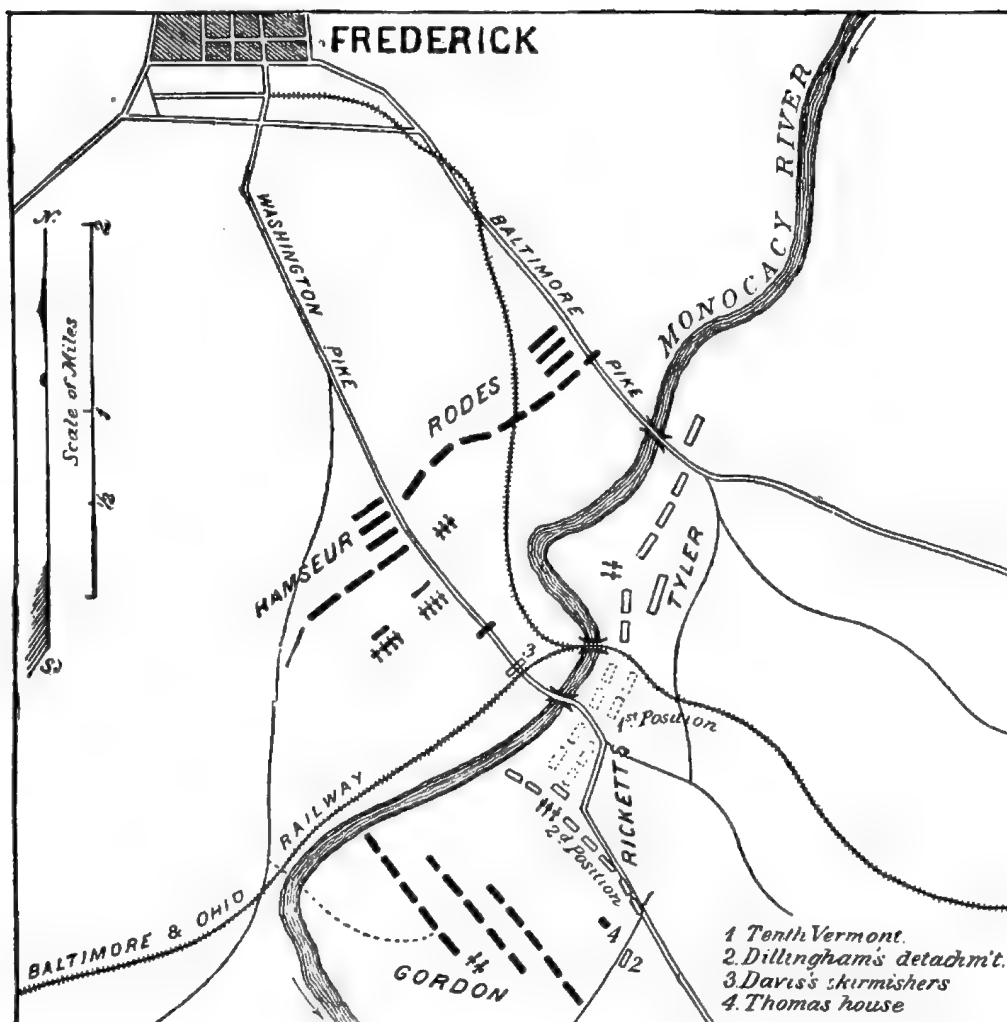 FREDERICK
MONOCACY RIVER
WASHINGTON PIKE
BALTIMORE PIKE
N.
Scale of Miles
2
1
½
S
RODES
HAMSEUR
TYLER
3
1st Position
RICKETTS
2d Position
BALTIMORE & OHIO RAILWAY
GORDON
4
2
1 Tenth Vermont.
2. Dillingham's detachm't.
3. Davis's skirmishers
4. Thomas house